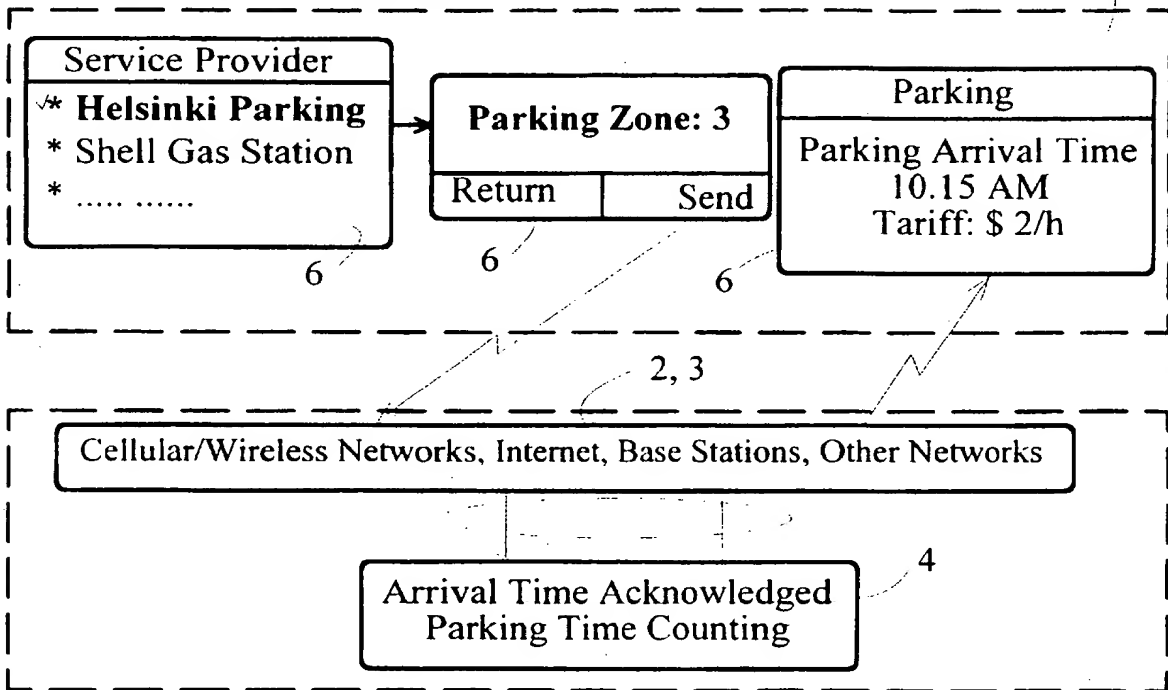 Service Provider
√* Helsinki Parking
* Shell Gas Station
* ..... ......
6
Parking Zone: 3
Return Send
6
Parking
Parking Arrival Time
10.15 AM
Tariff: $ 2/h
6
2, 3
Cellular/Wireless Networks, Internet, Base Stations, Other Networks
Arrival Time Acknowledged
Parking Time Counting
4